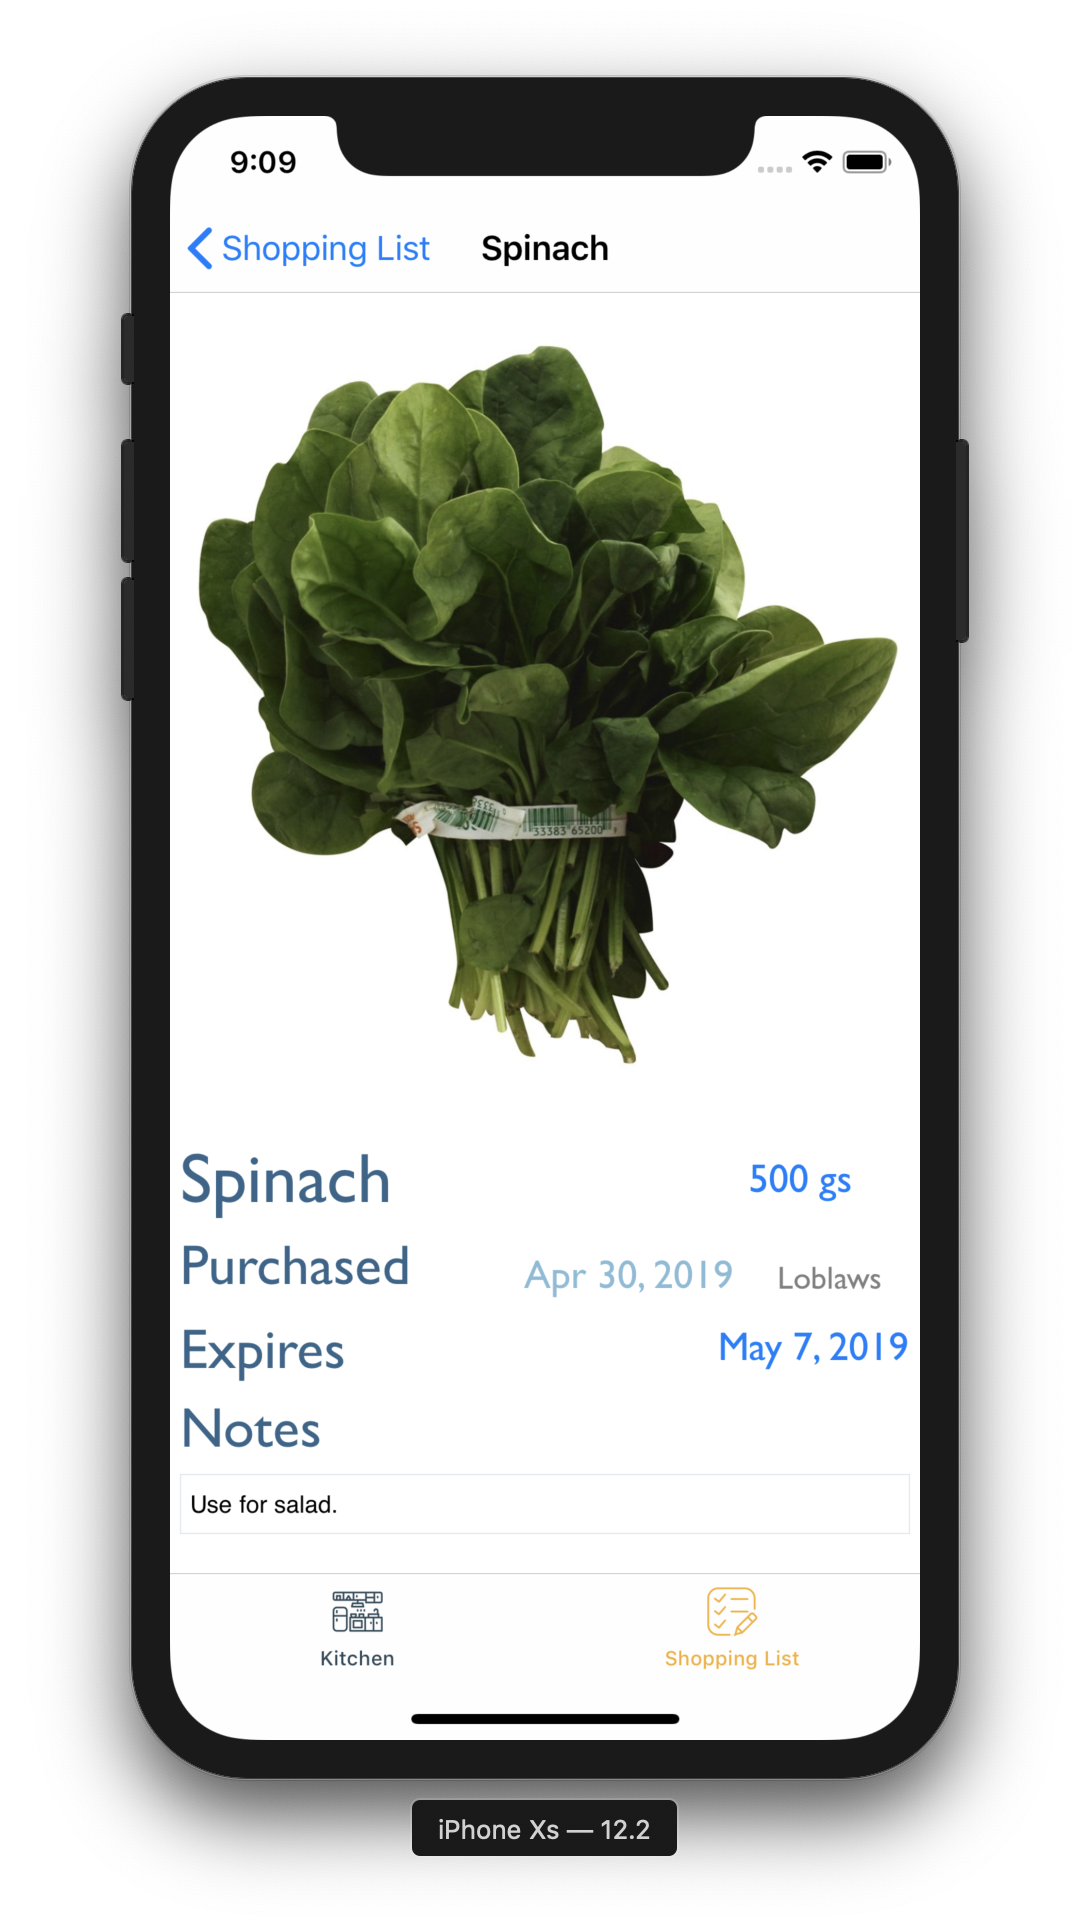 9:09
Shopping List Spinach
33383 65200 9
Spinach 500 gs
Purchased Apr 30, 2019 Loblaws
Expires May 7, 2019
Notes
Use for salad.
Kitchen Shopping List
iPhone Xs — 12.2